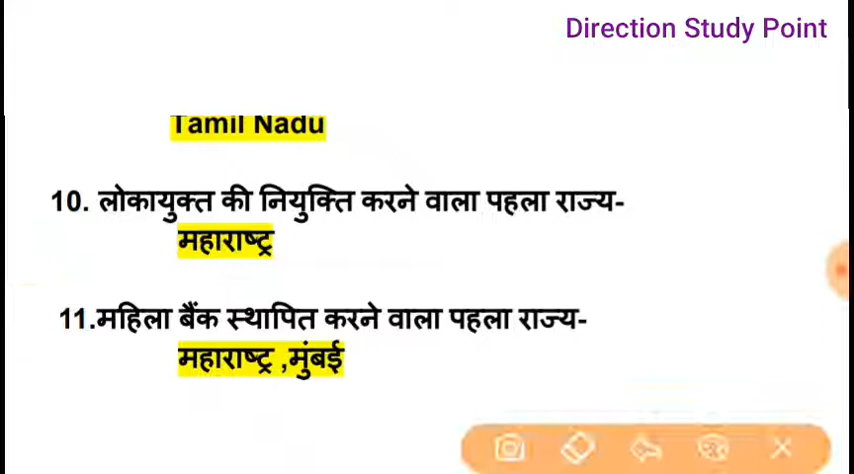 Direction Study Point
Tamil Nadu
10. लोकायुक्त की नियुक्ति करने वाला पहला राज्य-
महाराष्ट्र
11.महिला बैंक स्थापित करने वाला पहला राज्य-
महाराष्ट्र ,मुंबई